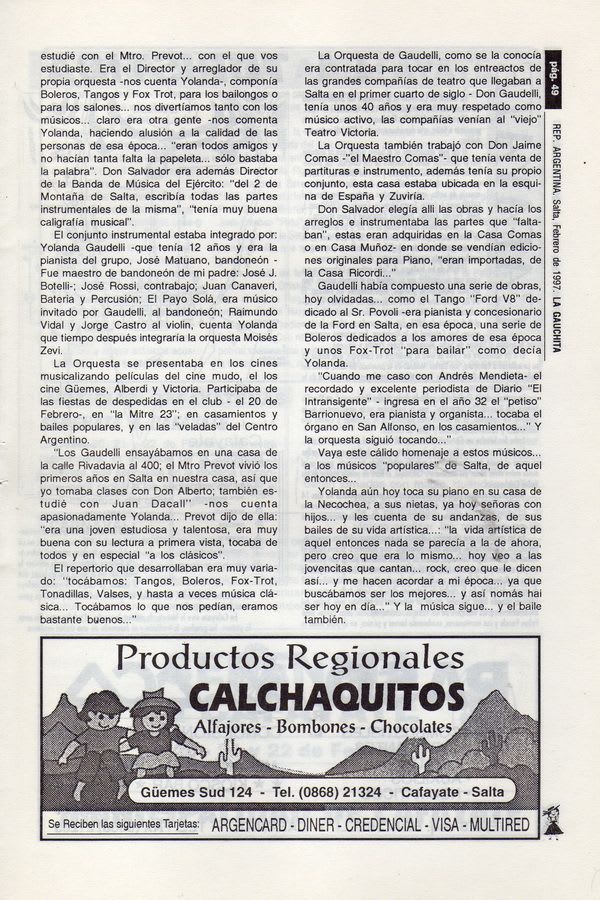 estudié con el Mtro. Prevot... con el que vos
estudiaste. Era el Director y arreglador de su
propia orquesta -nos cuenta Yolanda-, componía
Boleros, Tangos y Fox Trot, para los bailongos o
para los salones... nos divertíamos tanto con los
músicos... claro era otra gente -nos comenta
Yolanda, haciendo alusión a la calidad de las
personas de esa época... "eran todos amigos y
no hacían tanta falta la papeleta... sólo bastaba
la palabra". Don Salvador era además Director
de la Banda de Música del Ejército: "del 2 de
Montaña de Salta, escribía todas las partes
instrumentales de la misma", "tenía muy buena
caligrafía musical".
El conjunto instrumental estaba integrado por:
Yolanda Gaudelli -que tenía 12 años y era la
pianista del grupo, José Matuano, bandoneón -
Fue maestro de bandoneón de mi padre: José J.
Botelli-; José Rossi, contrabajo; Juan Canaveri,
Bateria y Percusión; El Payo Solá, era músico
invitado por Gaudelli, al bandoneón; Raimundo
Vidal y Jorge Castro al violin, cuenta Yolanda
que tiempo después integraría la orquesta Moisés
Zevi.
La Orquesta se presentaba en los cines
musicalizando películas del cine mudo, el los
cine Güemes, Alberdi y Victoria. Participaba de
las fiestas de despedidas en el club - el 20 de
Febrero-, en "la Mitre 23"; en casamientos y
bailes populares, y en las "veladas" del Centro
Argentino.
"Los Gaudelli ensayábamos en una casa de
la calle Rivadavia al 400; el Mtro Prevot vivió los
primeros años en Salta en nuestra casa, así que
yo tomaba clases con Don Alberto; también es-
tudié con Juan Dacall" -nos cuenta
apasionadamente Yolanda... Prevot dijo de ella:
"era una joven estudiosa y talentosa, era muy
buena con su lectura a primera vista, tocaba de
todos y en especial "a los clásicos".
El repertorio que desarrollaban era muy varia-
do: "tocábamos: Tangos, Boleros, Fox-Trot,
Tonadillas, Valses, y hasta a veces música clá-
sica... Tocábamos lo que nos pedían, eramos
bastante buenos..."
La Orquesta de Gaudelli, como se la conocía
era contratada para tocar en los entreactos de
las grandes compañías de teatro que llegaban a
Salta en el primer cuarto de siglo - Don Gaudelli,
tenía unos 40 años y era muy respetado como
músico activo, las compañías venían al "viejo"
Teatro Victoria.
La Orquesta también trabajó con Don Jaime
Comas -"el Maestro Comas"- que tenía venta de
partituras e instrumento, además tenía su propio
conjunto, esta casa estaba ubicada en la esqui-
na de España y Zuviría.
Don Salvador elegía alli las obras y hacía los
arreglos e instrumentaba las partes que "falta-
ban", estas eran adquiridas en la Casa Comas
o en Casa Muñoz- en donde se vendían edicio-
nes originales para Piano, "eran importadas, de
la Casa Ricordi..."
Gaudelli había compuesto una serie de obras,
hoy olvidadas... como el Tango "Ford V8" de-
dicado al Sr. Povoli -era pianista y concesionario
de la Ford en Salta, en esa época, una serie de
Boleros dedicados a los amores de esa época
y unos Fox-Trot "para bailar" como decía
Yolanda.
"Cuando me caso con Andrés Mendieta- el
recordado y excelente periodista de Diario "El
Intransigente" - ingresa en el año 32 el "petiso"
Barrionuevo, era pianista y organista... tocaba el
órgano en San Alfonso, en los casamientos..." Y
la orquesta siguió tocando..."
Vaya este cálido homenaje a estos músicos...
a los músicos "populares" de Salta, de aquel
entonces...
Yolanda aún hoy toca su piano en su casa de
la Necochea, a sus nietas, ya hoy señoras con
hijos... y les cuenta de su andanzas, de sus
bailes de su vida artística...: "la vida artística de
aquel entonces nada se parecía a la de ahora,
pero creo que era lo mismo... hoy veo a las
jovencitas que cantan... rock, creo que le dicen
así... y me hacen acordar a mi época... ya que
buscábamos ser los mejores... y así nomás hai
ser hoy en día..." Y la música sigue... y el baile
también.
pág. 49
REP. ARGENTINA, Salta, Febrero de 1997. LA GAUCHITA
Productos Regionales
CALCHAQUITOS
Alfajores - Bombones - Chocolates
Güemes Sud 124 - Tel. (0868) 21324 - Cafayate - Salta
Se Reciben las siguientes Tarjetas: ARGENCARD - DINER - CREDENCIAL - VISA - MULTIRED